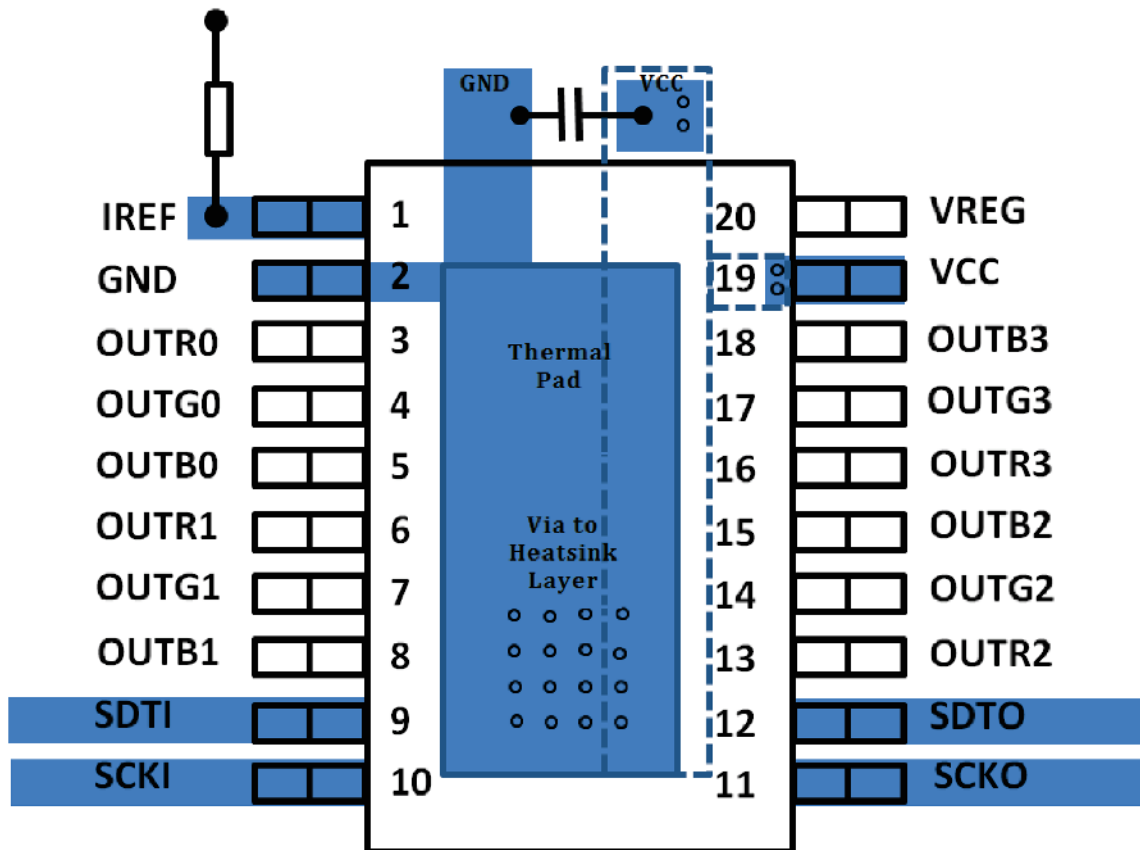 GND
VCC
IREF 1 20 VREG
GND 2 19 VCC
OUTR0 3 18 OUTB3
Thermal
Pad
OUTG0 4 17 OUTG3
OUTB0 5 16 OUTR3
OUTR1 6 15 OUTB2
Via to
Heatsink
Layer
OUTG1 7 14 OUTG2
OUTB1 8 13 OUTR2
SDTI 9 12 SDTO
SCKI 10 11 SCKO